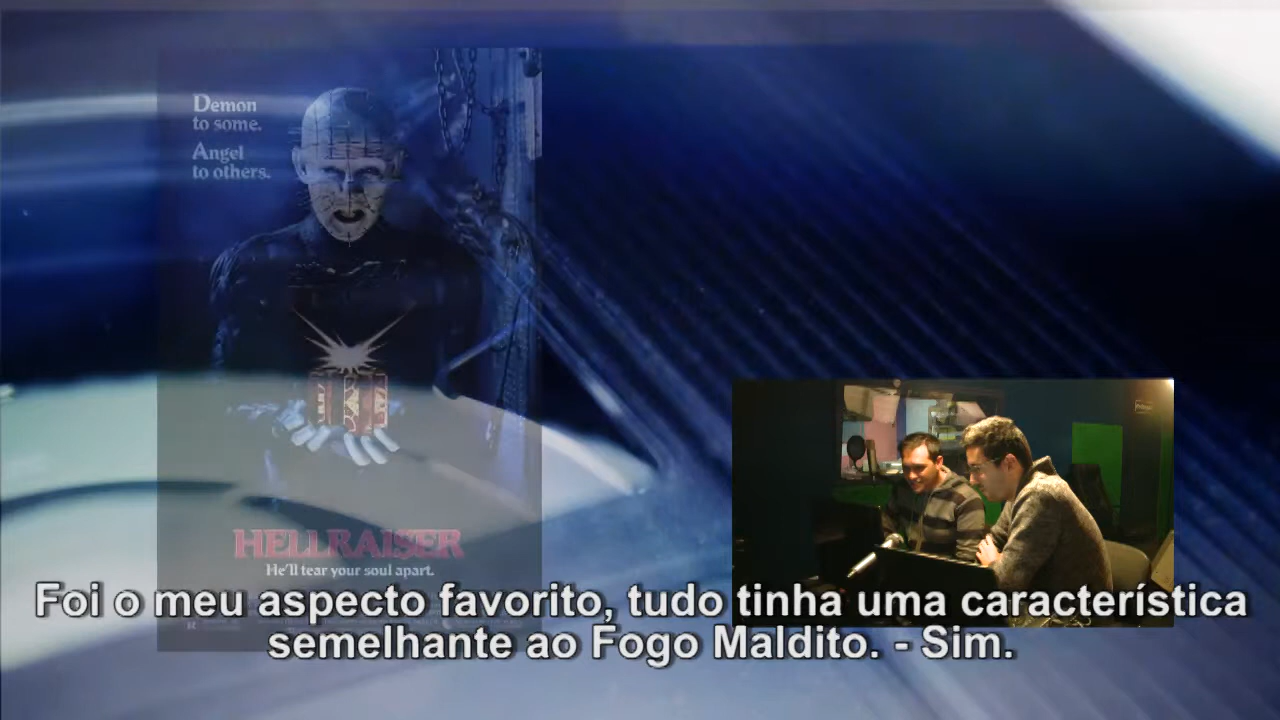 Demon
to some.
Angel
to others.
HELLRAISER
He'll tear your soul apart.
Foi o meu aspecto favorito, tudo tinha uma característica
semelhante ao Fogo Maldito. - Sim.